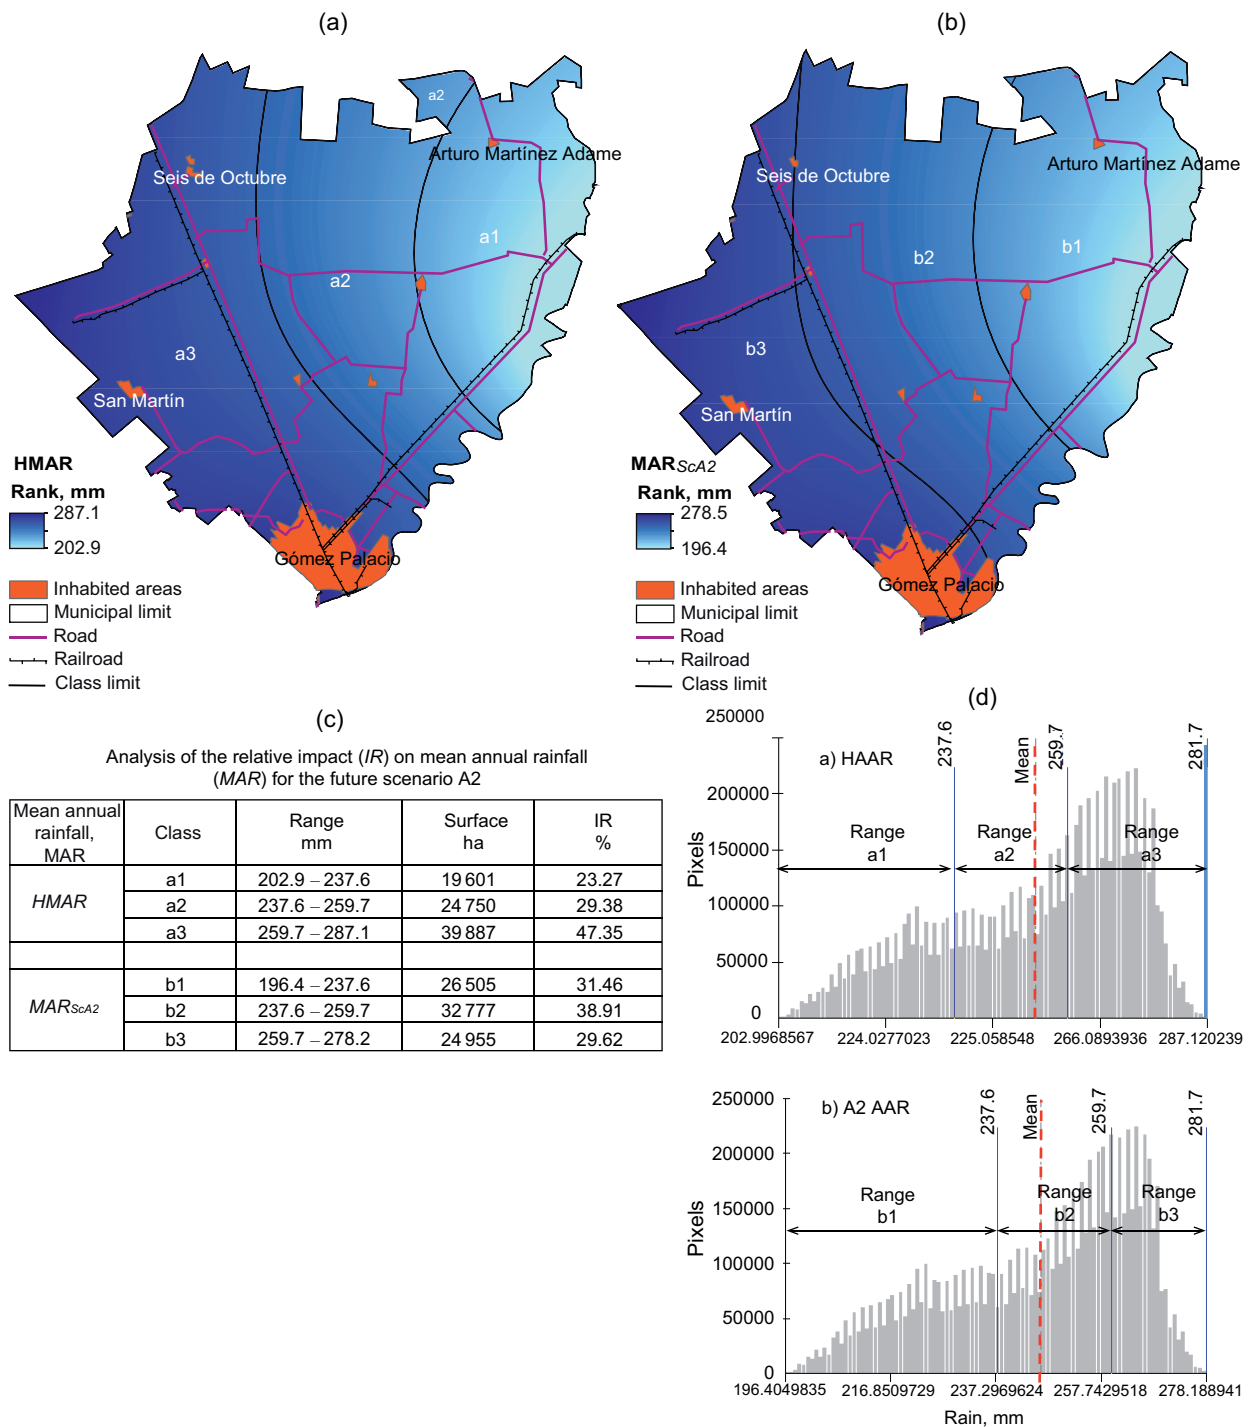 (a)
a2
Arturo Martínez Adame
Seis de Octubre
a1
a2
a3
San Martín
Gómez Palacio
HMAR
Rank, mm
287.1
202.9
Inhabited areas
Municipal limit
Road
Railroad
Class limit
(b)
Arturo Martínez Adame
Seis de Octubre
b1
b2
b3
San Martín
Gómez Palacio
MARScA2
Rank, mm
278.5
196.4
Inhabited areas
Municipal limit
Road
Railroad
Class limit
(c)
Analysis of the relative impact (IR) on mean annual rainfall
(MAR) for the future scenario A2
Mean annual rainfall, MAR Class Range mm Surface ha IR %
HMAR a1 202.9 – 237.6 19 601 23.27
a2 237.6 – 259.7 24 750 29.38
a3 259.7 – 287.1 39 887 47.35
MARScA2 b1 196.4 – 237.6 26 505 31.46
b2 237.6 – 259.7 32 777 38.91
b3 259.7 – 278.2 24 955 29.62
(d)
a) HAAR
237.6
Mean
259.7
281.7
Range a1
Range a2
Range a3
Pixels
250000
200000
150000
100000
50000
0
202.9968567 224.0277023 225.058548 266.0893936 287.120239
b) A2 AAR
237.6
Mean
259.7
281.7
Range b1
Range b2
Range b3
Pixels
250000
200000
150000
100000
50000
0
196.4049835 216.8509729 237.2969624 257.7429518 278.188941
Rain, mm